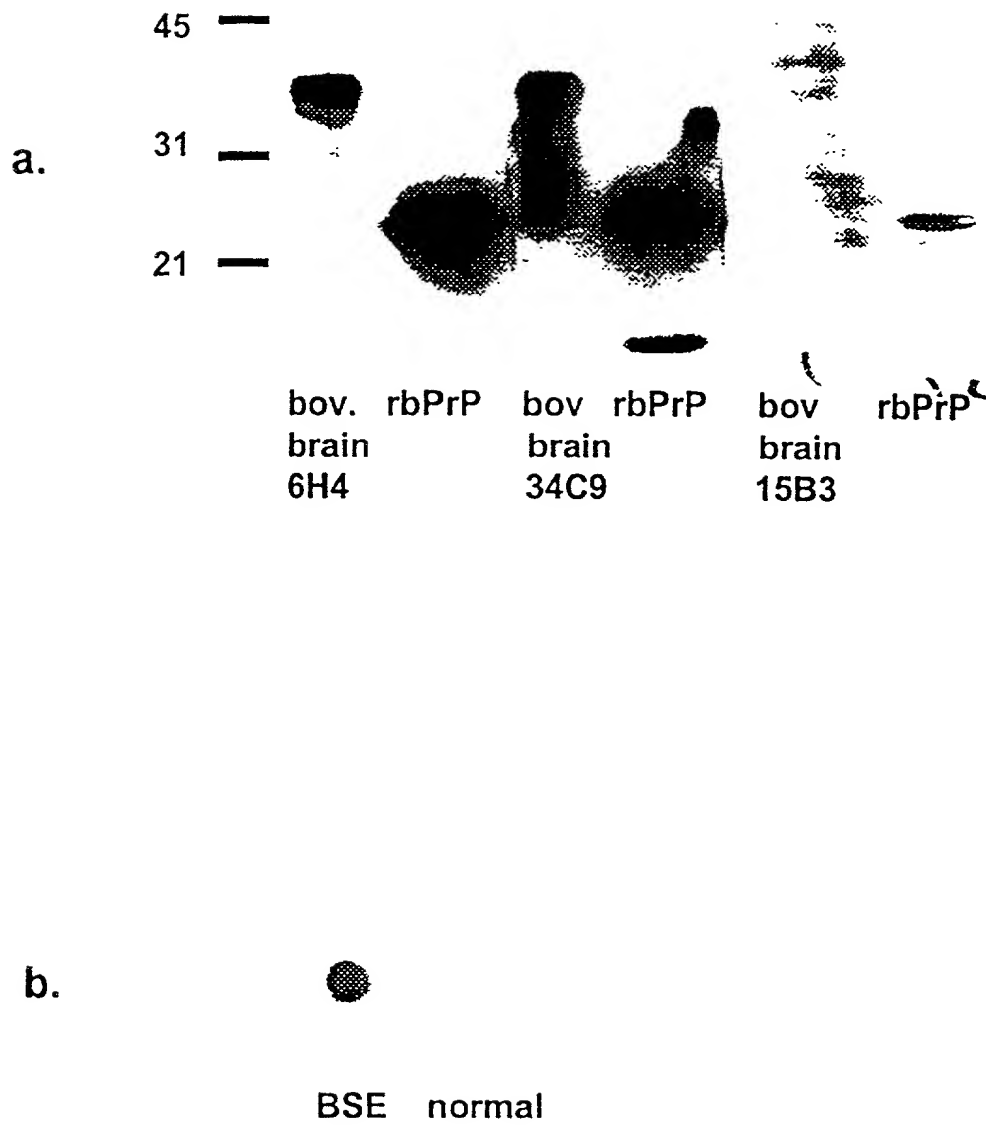 45
31
a.
21
bov. rbPrP bov rbPrP bov rbPrP
brain brain brain
6H4 34C9 15B3
b.
BSE normal